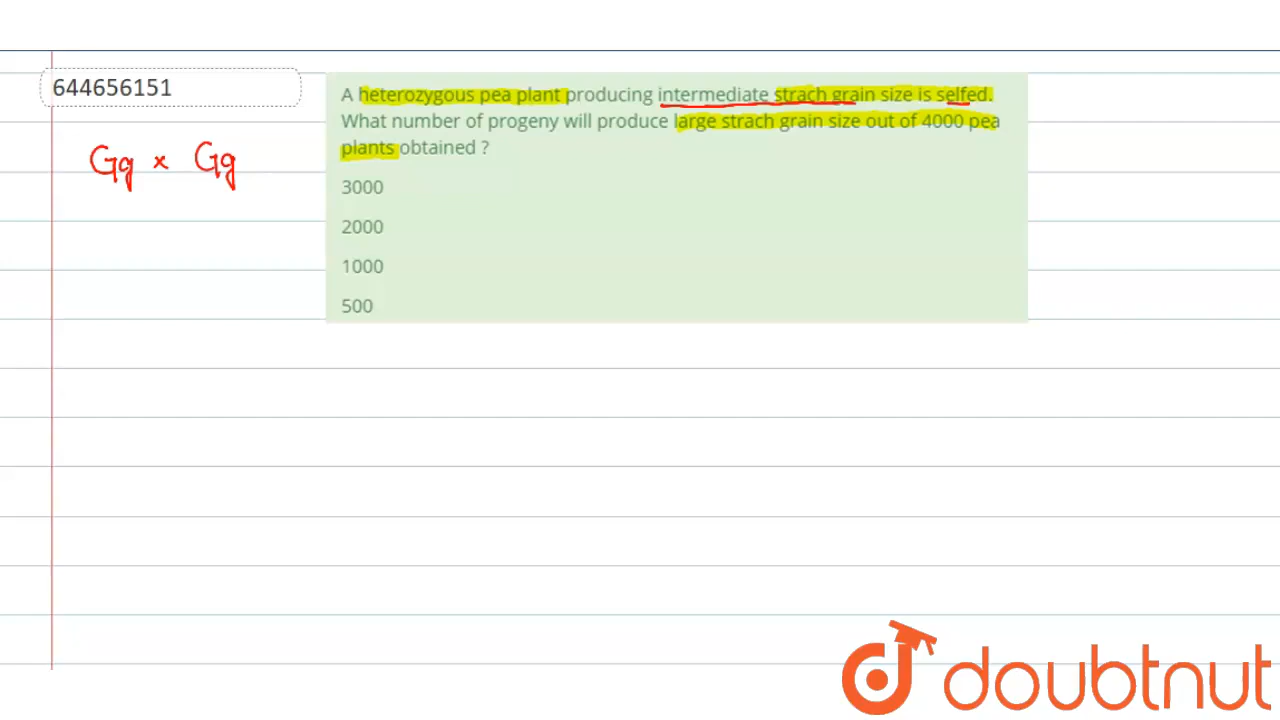 644656151
A heterozygous pea plant producing intermediate strach grain size is selfed.
What number of progeny will produce large strach grain size out of 4000 pea
plants obtained ?
Gg × Gg
3000
2000
1000
500
doubtnut